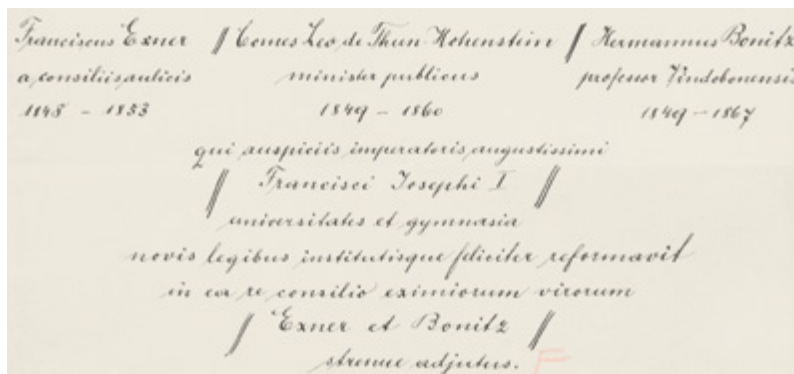 Franciscus Exner // Comes Leo de Thun Hohenstein // Hermannus Bonitz
a consiliis aulicis minister publicus professor Vindobonensis
1848 – 1853 1849 – 1860 1849 – 1867
qui auspiciis imperatoris augustissimi
// Francisci Josephi I //
universitates et gymnasia
novis legibus institutisque feliciter reformavit
in ea re consilio eximiorum virorum
// Exner et Bonitz //
strenue adjutus. F